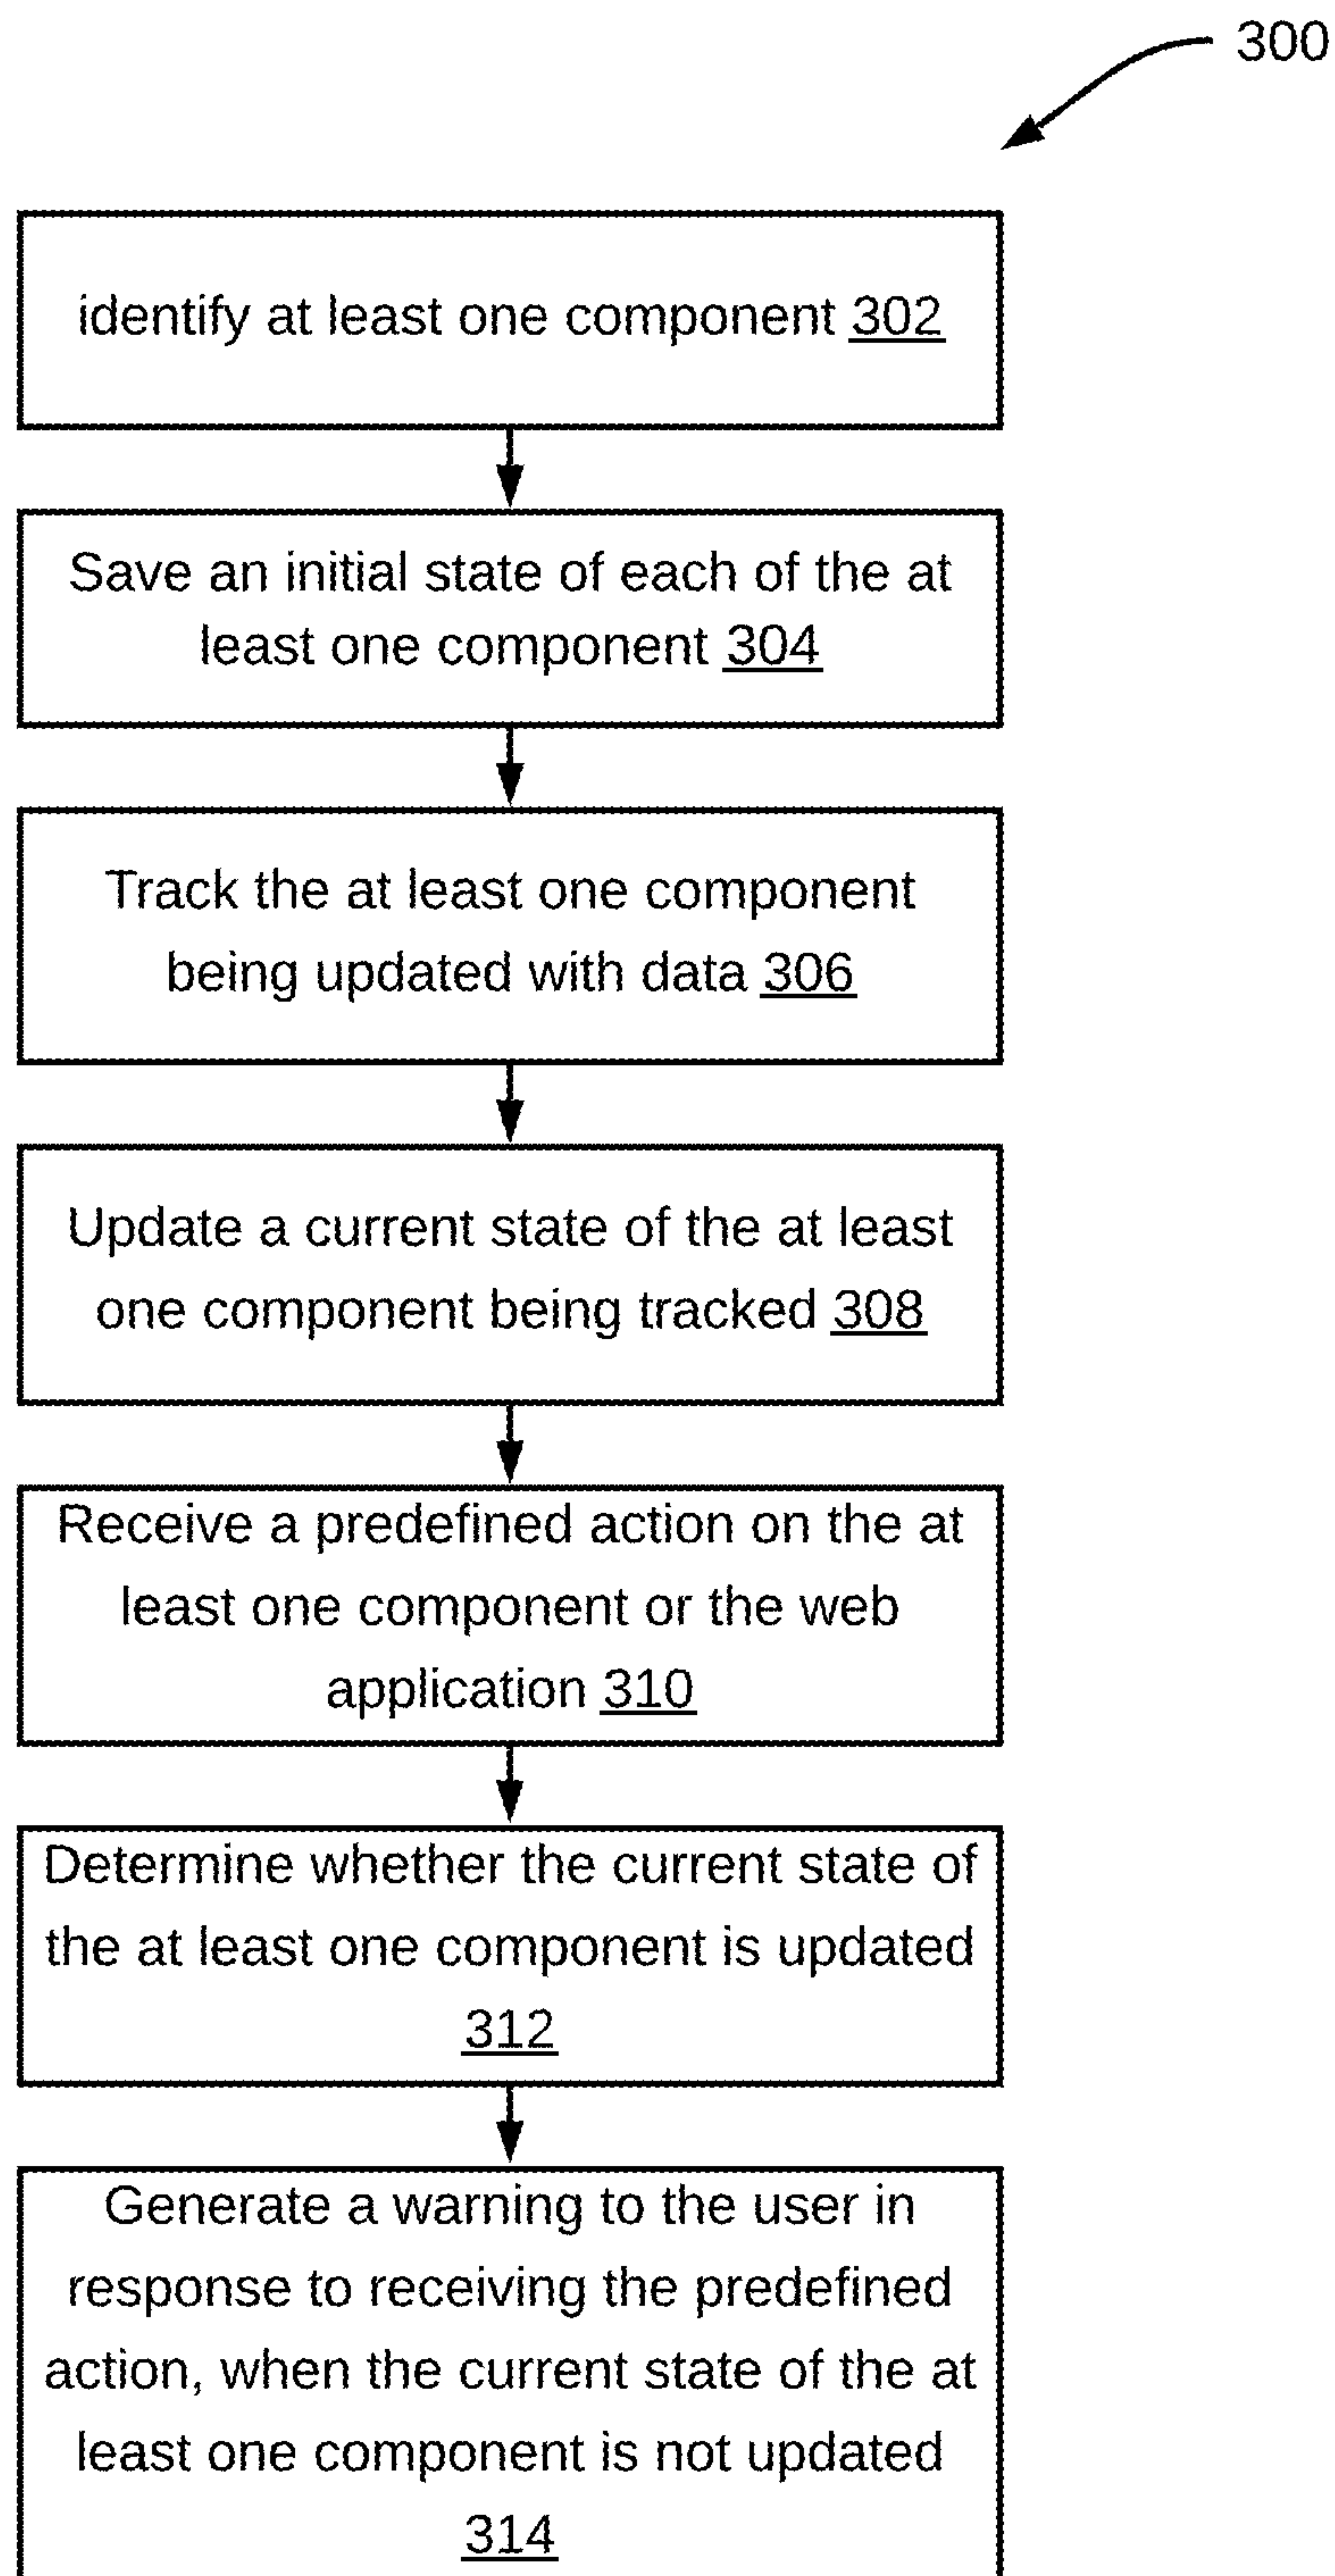 300
identify at least one component 302
Save an initial state of each of the at
least one component 304
Track the at least one component
being updated with data 306
Update a current state of the at least
one component being tracked 308
Receive a predefined action on the at
least one component or the web
application 310
Determine whether the current state of
the at least one component is updated
312
Generate a warning to the user in
response to receiving the predefined
action, when the current state of the at
least one component is not updated
314